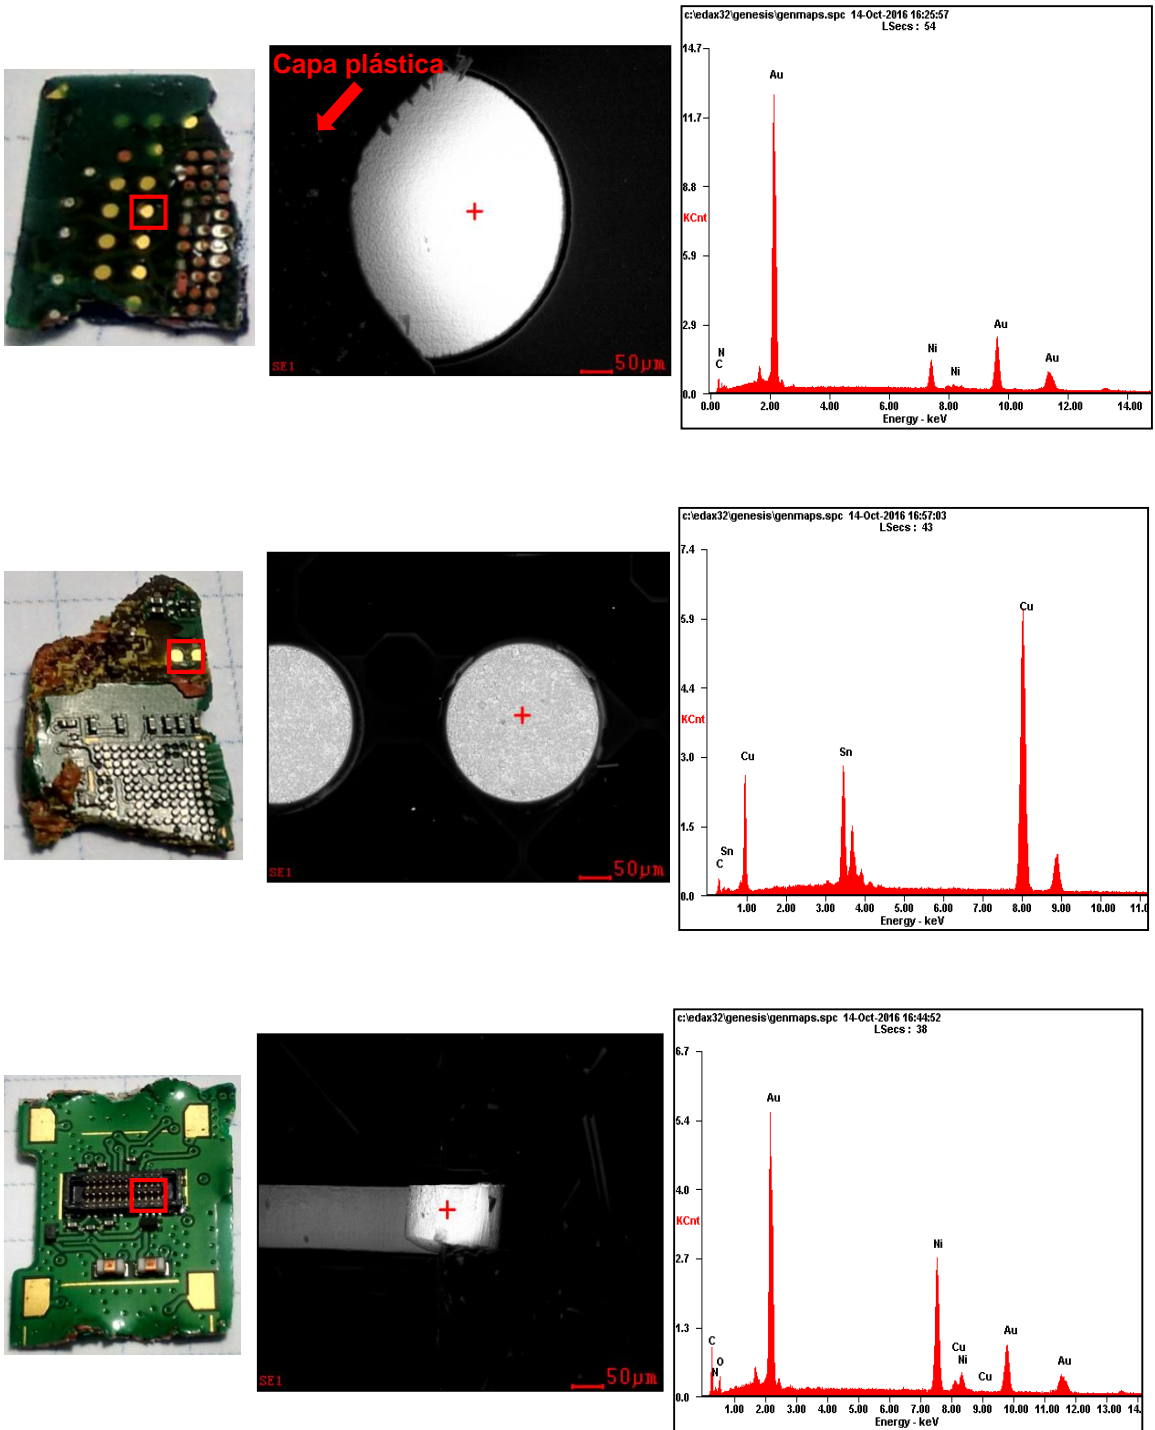 c:\edax32\genesis\genmaps.spc 14-Oct-2016 16:25:57
LSecs : 54
14.7
11.7
8.8
KCnt
5.9
2.9
0.0
Au
N
C
Ni
Ni
Au
Au
0.00 2.00 4.00 6.00 8.00 10.00 12.00 14.00
Energy - keV
Capa plástica
SE1
50µm
c:\edax32\genesis\genmaps.spc 14-Oct-2016 16:57:03
LSecs : 43
7.4
5.9
4.4
KCnt
3.0
1.5
0.0
Cu
Sn
C
Cu
Sn
1.00 2.00 3.00 4.00 5.00 6.00 7.00 8.00 9.00 10.00 11.0
Energy - keV
SE1
50µm
c:\edax32\genesis\genmaps.spc 14-Oct-2016 16:44:52
LSecs : 38
6.7
5.4
4.0
KCnt
2.7
1.3
0.0
Au
C
O
N
Ni
Cu
Ni
Cu
Au
Au
1.00 2.00 3.00 4.00 5.00 6.00 7.00 8.00 9.00 10.00 11.00 12.00 13.00 14.
Energy - keV
SE1
50µm